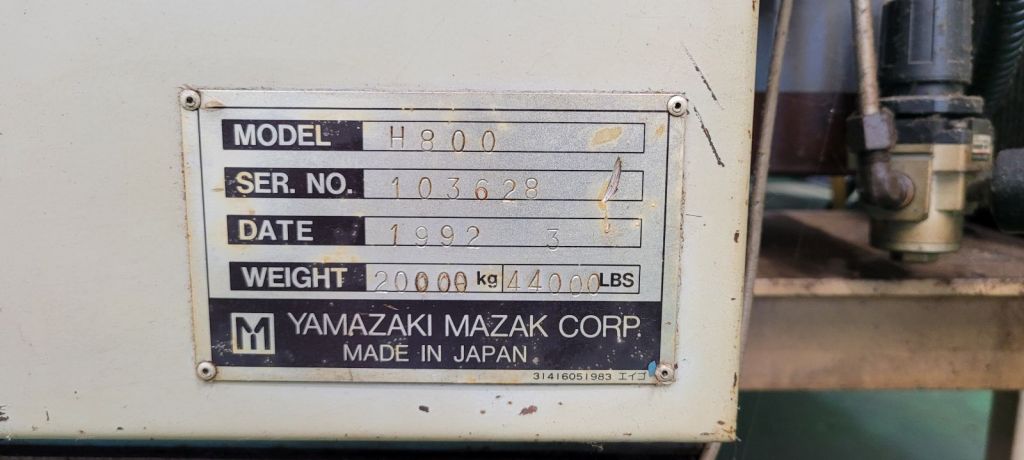 MODEL H800
SER. NO. 103628
DATE 1992 3
WEIGHT 20000 kg 44000 LBS
M YAMAZAKI MAZAK CORP.
MADE IN JAPAN
31416051983 エイゴ